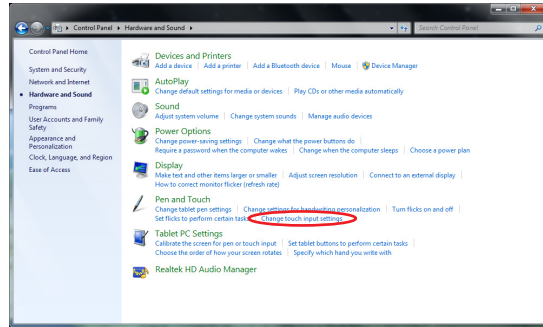 Control Panel ▸ Hardware and Sound ▸
Search Control Panel
Control Panel Home
System and Security
Network and Internet
Hardware and Sound
Programs
User Accounts and Family
Safety
Appearance and
Personalization
Clock, Language, and Region
Ease of Access
Devices and Printers
Add a device | Add a printer | Add a Bluetooth device | Mouse | Device Manager
AutoPlay
Change default settings for media or devices | Play CDs or other media automatically
Sound
Adjust system volume | Change system sounds | Manage audio devices
Power Options
Change power-saving settings | Change what the power buttons do |
Require a password when the computer wakes | Change when the computer sleeps | Choose a power plan
Display
Make text and other items larger or smaller | Adjust screen resolution | Connect to an external display |
How to correct monitor flicker (refresh rate)
Pen and Touch
Change tablet pen settings | Change settings for handwriting personalization | Turn flicks on and off |
Set flicks to perform certain tasks | Change touch input settings
Tablet PC Settings
Calibrate the screen for pen or touch input | Set tablet buttons to perform certain tasks |
Choose the order of how your screen rotates | Specify which hand you write with
Realtek HD Audio Manager